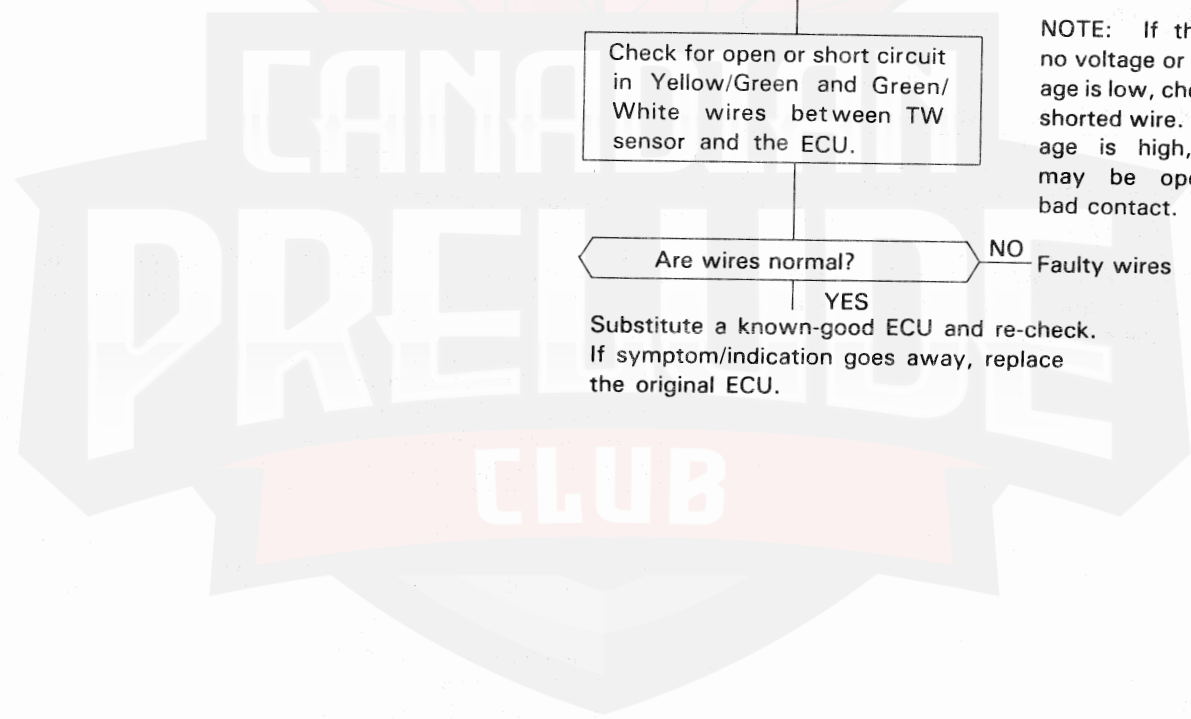 Check for open or short circuit
in Yellow/Green and Green/
White wires between TW
sensor and the ECU.
NOTE: If
no voltage or
age is low,
shorted wire.
age is high,
may be
bad contact.
Are wires normal?
NO
Faulty wires
YES
Substitute a known-good ECU and re-check.
If symptom/indication goes away, replace
the original ECU.
CANADIAN
PRELUDE
CLUB